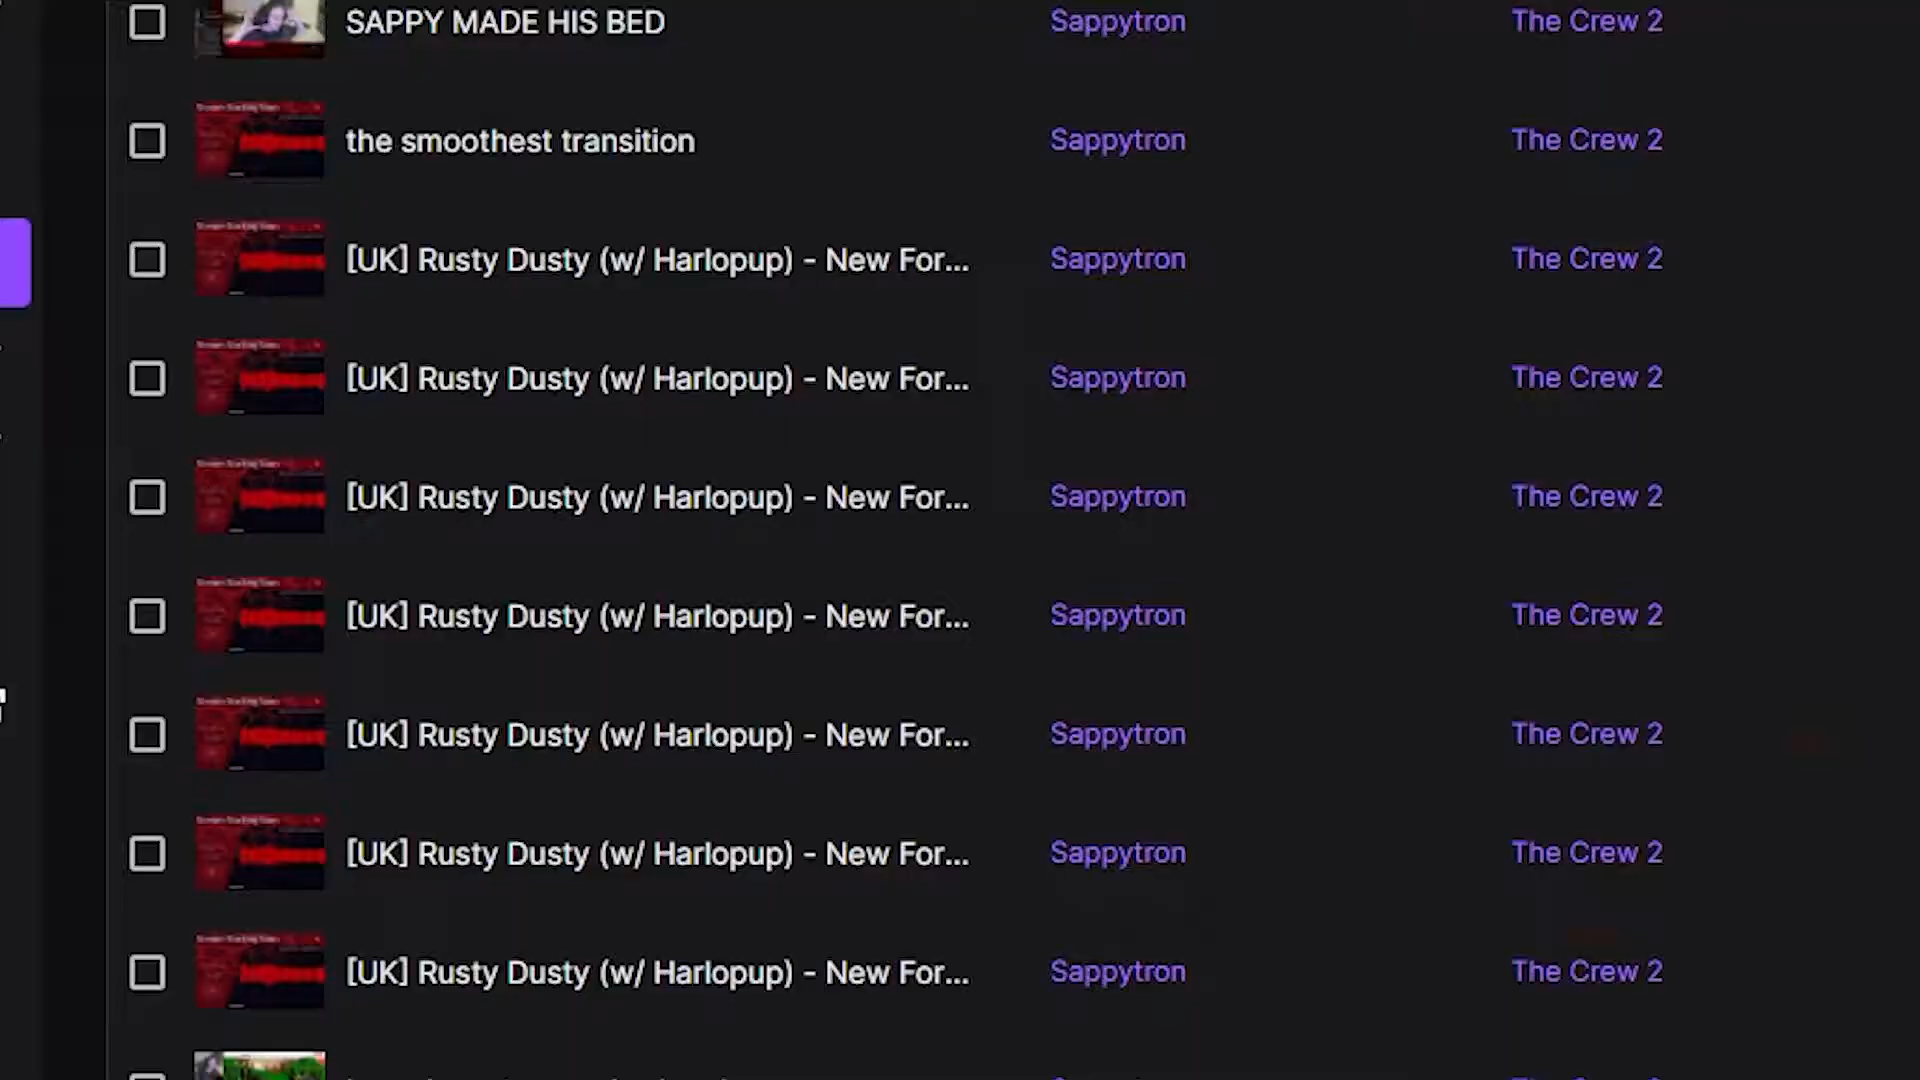 SAPPY MADE HIS BED Sappytron The Crew 2
the smoothest transition Sappytron The Crew 2
[UK] Rusty Dusty (w/ Harlopup) - New For... Sappytron The Crew 2
[UK] Rusty Dusty (w/ Harlopup) - New For... Sappytron The Crew 2
[UK] Rusty Dusty (w/ Harlopup) - New For... Sappytron The Crew 2
[UK] Rusty Dusty (w/ Harlopup) - New For... Sappytron The Crew 2
[UK] Rusty Dusty (w/ Harlopup) - New For... Sappytron The Crew 2
[UK] Rusty Dusty (w/ Harlopup) - New For... Sappytron The Crew 2
[UK] Rusty Dusty (w/ Harlopup) - New For... Sappytron The Crew 2